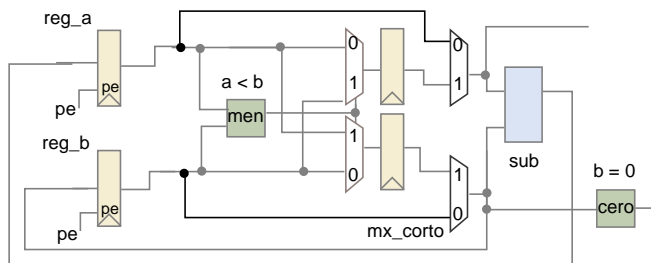 reg_a
pe
pe
a < b
men
0
1
0
1
sub
reg_b
pe
pe
1
0
1
0
mx_corto
b = 0
cero